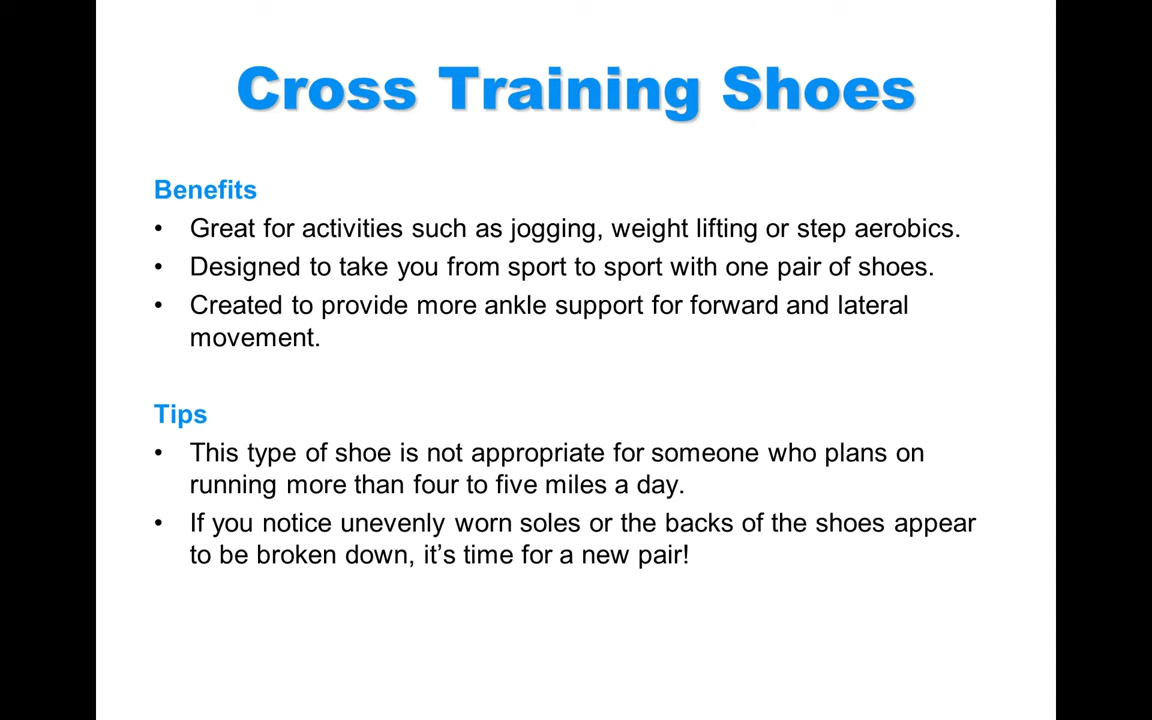 Cross Training Shoes
Benefits
• Great for activities such as jogging, weight lifting or step aerobics.
• Designed to take you from sport to sport with one pair of shoes.
• Created to provide more ankle support for forward and lateral
movement.
Tips
• This type of shoe is not appropriate for someone who plans on
running more than four to five miles a day.
• If you notice unevenly worn soles or the backs of the shoes appear
to be broken down, it’s time for a new pair!